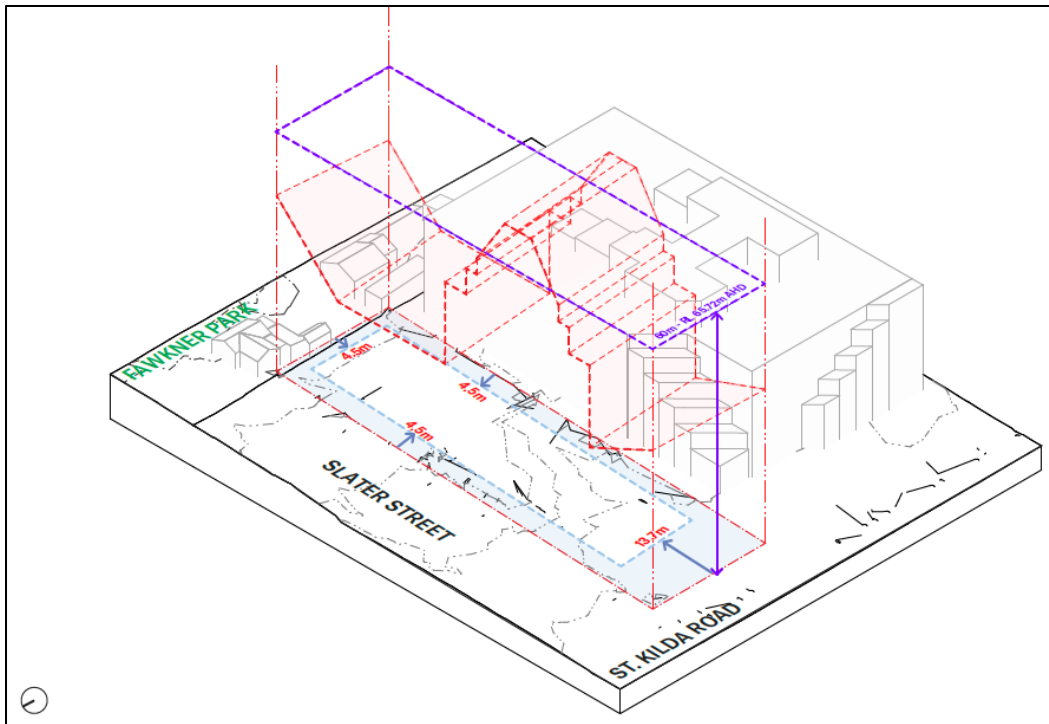 60m - RL 65.72m AHD
FAWKNER PARK
4.5m
4.5m
4.5m
SLATER STREET
13.7m
ST. KILDA ROAD